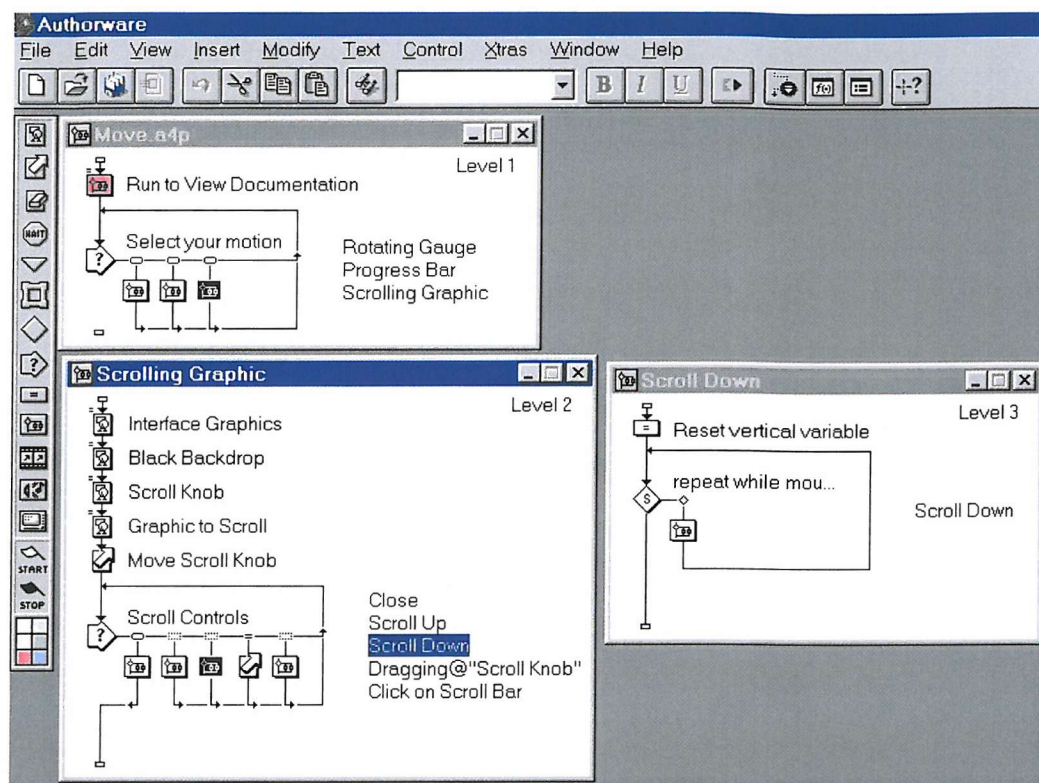 Authorware
File Edit View Insert Modify Text Control Xtras Window Help
B I U
f() 
?
WAIT
?
=
START
STOP
Move.a4p
Level 1
Run to View Documentation
Select your motion
?
Rotating Gauge
Progress Bar
Scrolling Graphic
Scrolling Graphic
Level 2
Interface Graphics
Black Backdrop
Scroll Knob
Graphic to Scroll
Move Scroll Knob
Scroll Controls
?
=
Close
Scroll Up
Scroll Down
Dragging@"Scroll Knob"
Click on Scroll Bar
Scroll Down
Level 3
=
Reset vertical variable
repeat while mou...
S
Scroll Down